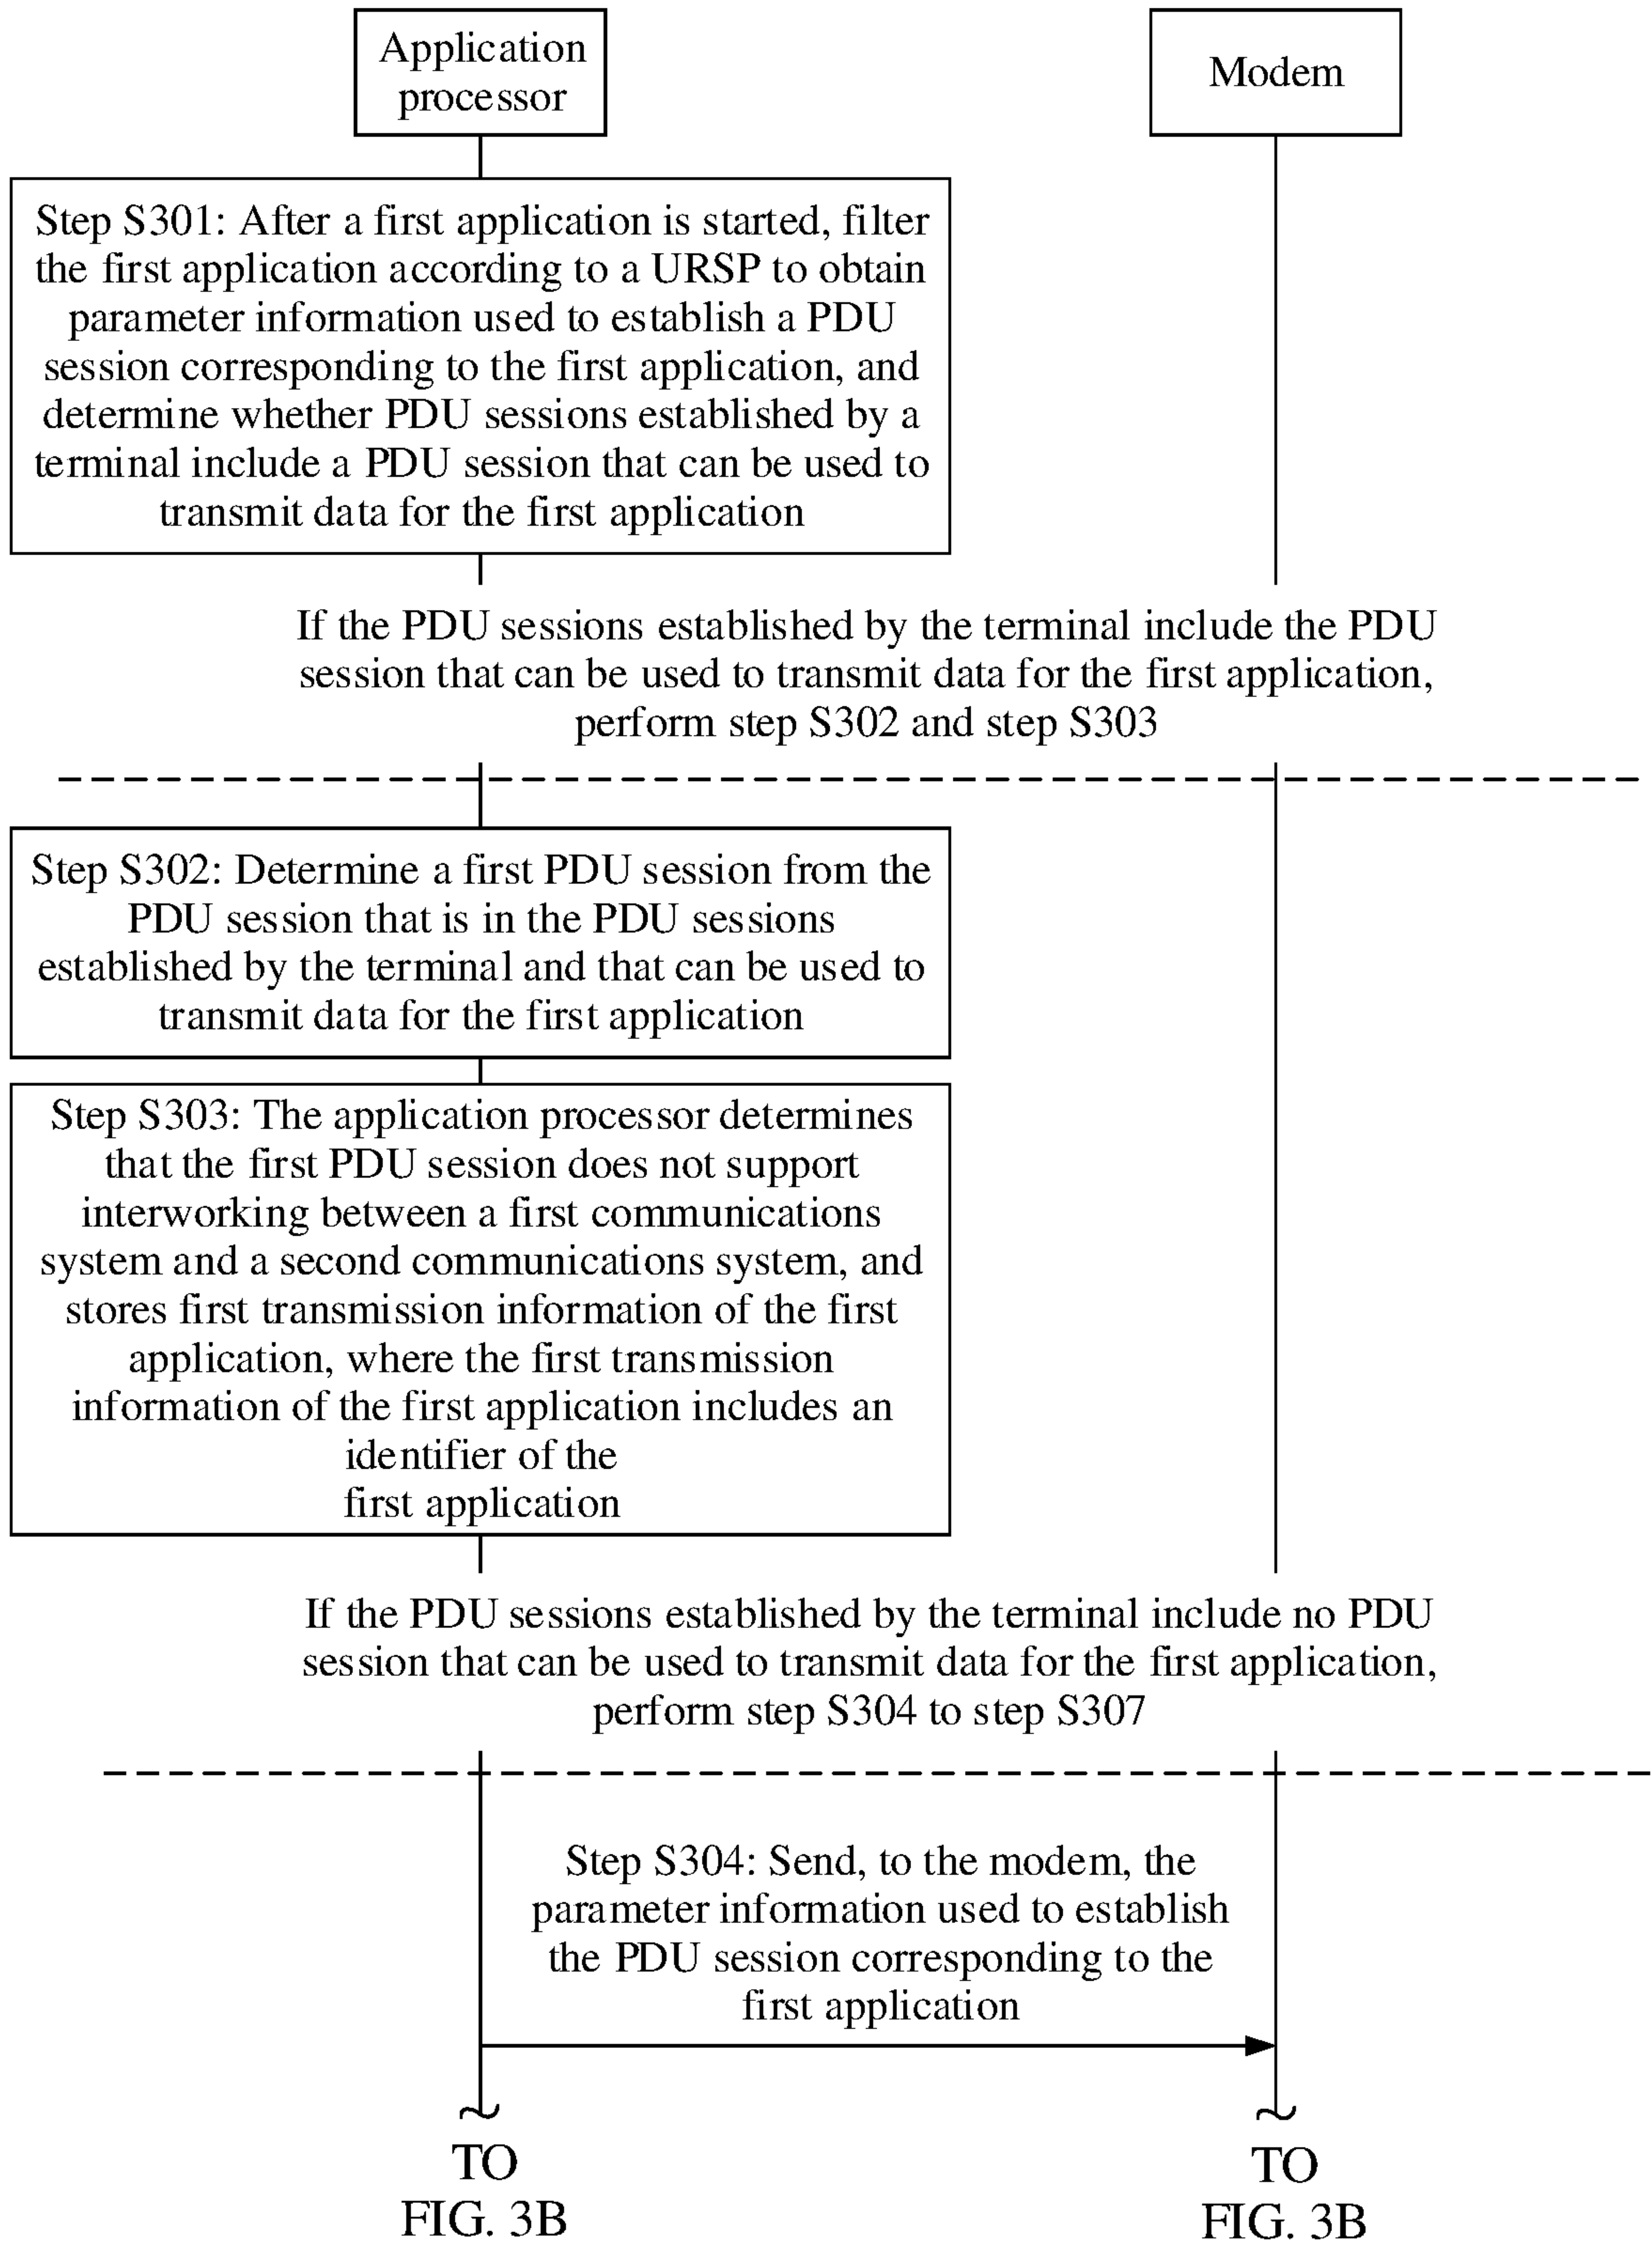 Application
processor
Modem
Step S301: After a first application is started, filter
the first application according to a URSP to obtain
parameter information used to establish a PDU
session corresponding to the first application, and
determine whether PDU sessions established by a
terminal include a PDU session that can be used to
transmit data for the first application
If the PDU sessions established by the terminal include the PDU
session that can be used to transmit data for the first application,
perform step S302 and step S303
Step S302: Determine a first PDU session from the
PDU session that is in the PDU sessions
established by the terminal and that can be used to
transmit data for the first application
Step S303: The application processor determines
that the first PDU session does not support
interworking between a first communications
system and a second communications system, and
stores first transmission information of the first
application, where the first transmission
information of the first application includes an
identifier of the
first application
If the PDU sessions established by the terminal include no PDU
session that can be used to transmit data for the first application,
perform step S304 to step S307
Step S304: Send, to the modem, the
parameter information used to establish
the PDU session corresponding to the
first application
TO
FIG. 3B
TO
FIG. 3B